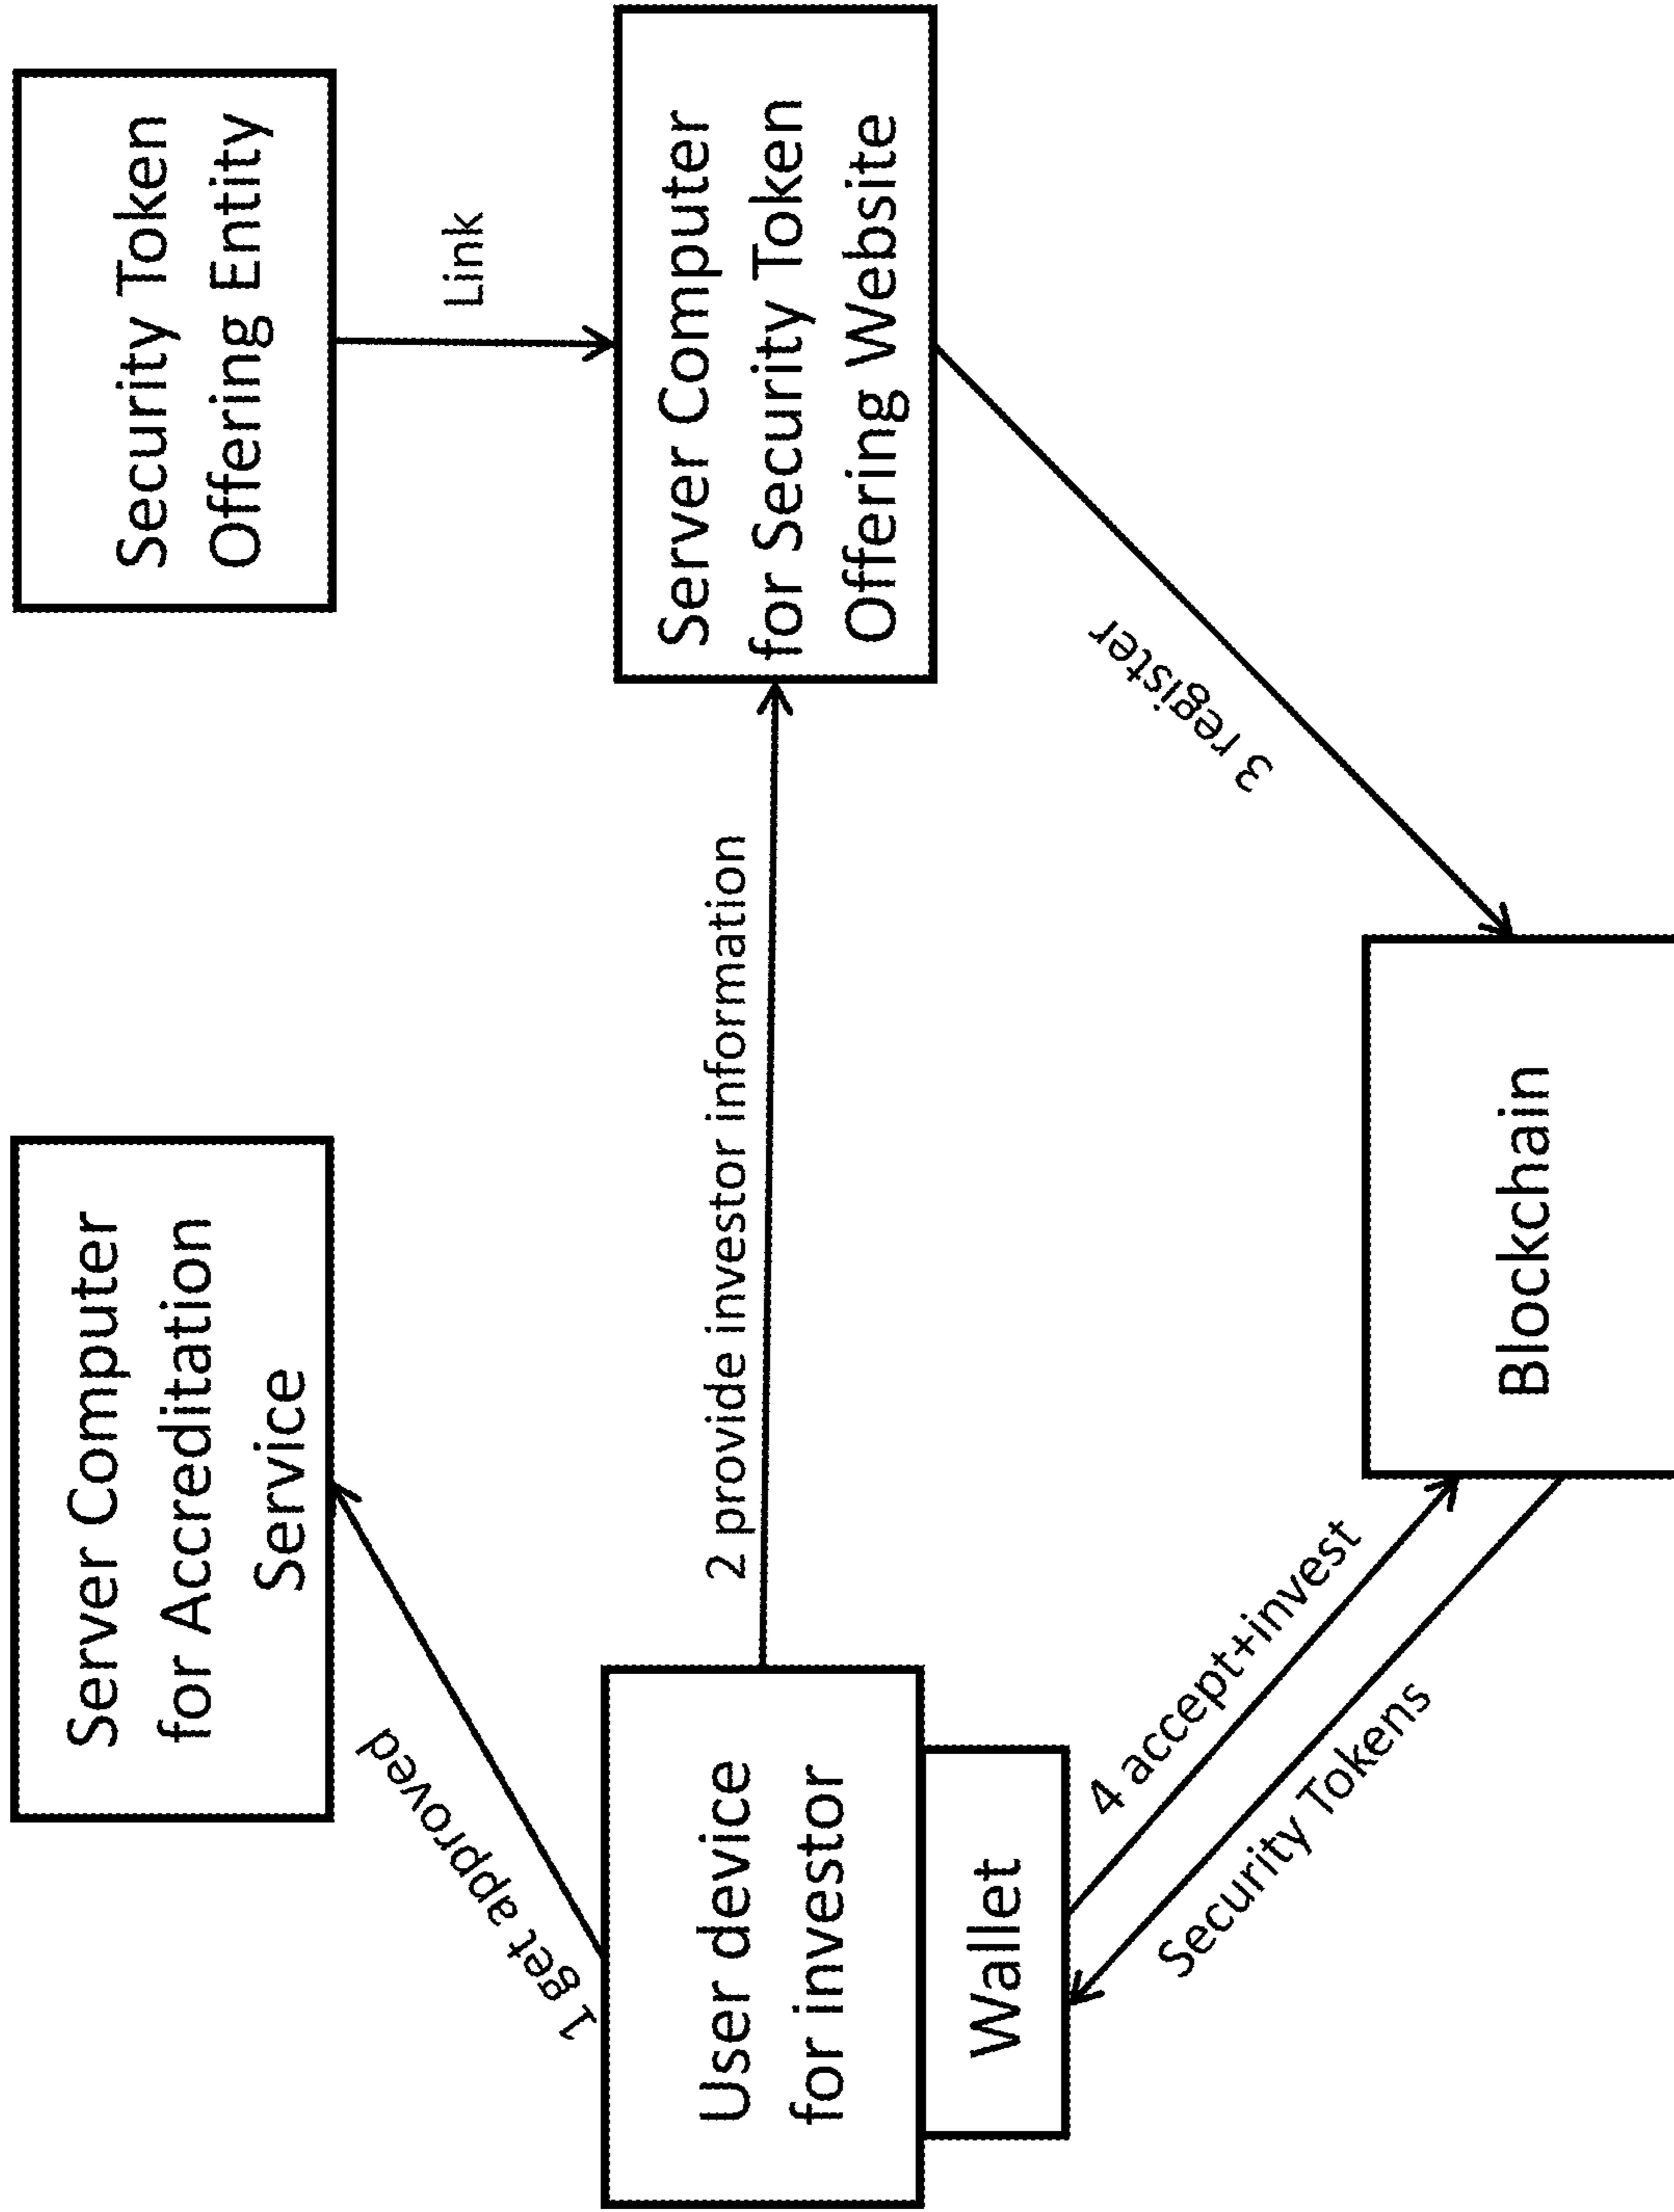 Server Computer
for Accreditation
Service
Security Token
Offering Entity
1 get approved
Link
User device
for investor
2 provide investor information
Server Computer
for Security Token
Offering Website
Wallet
3 register
4 accept+invest
Security Tokens
Blockchain